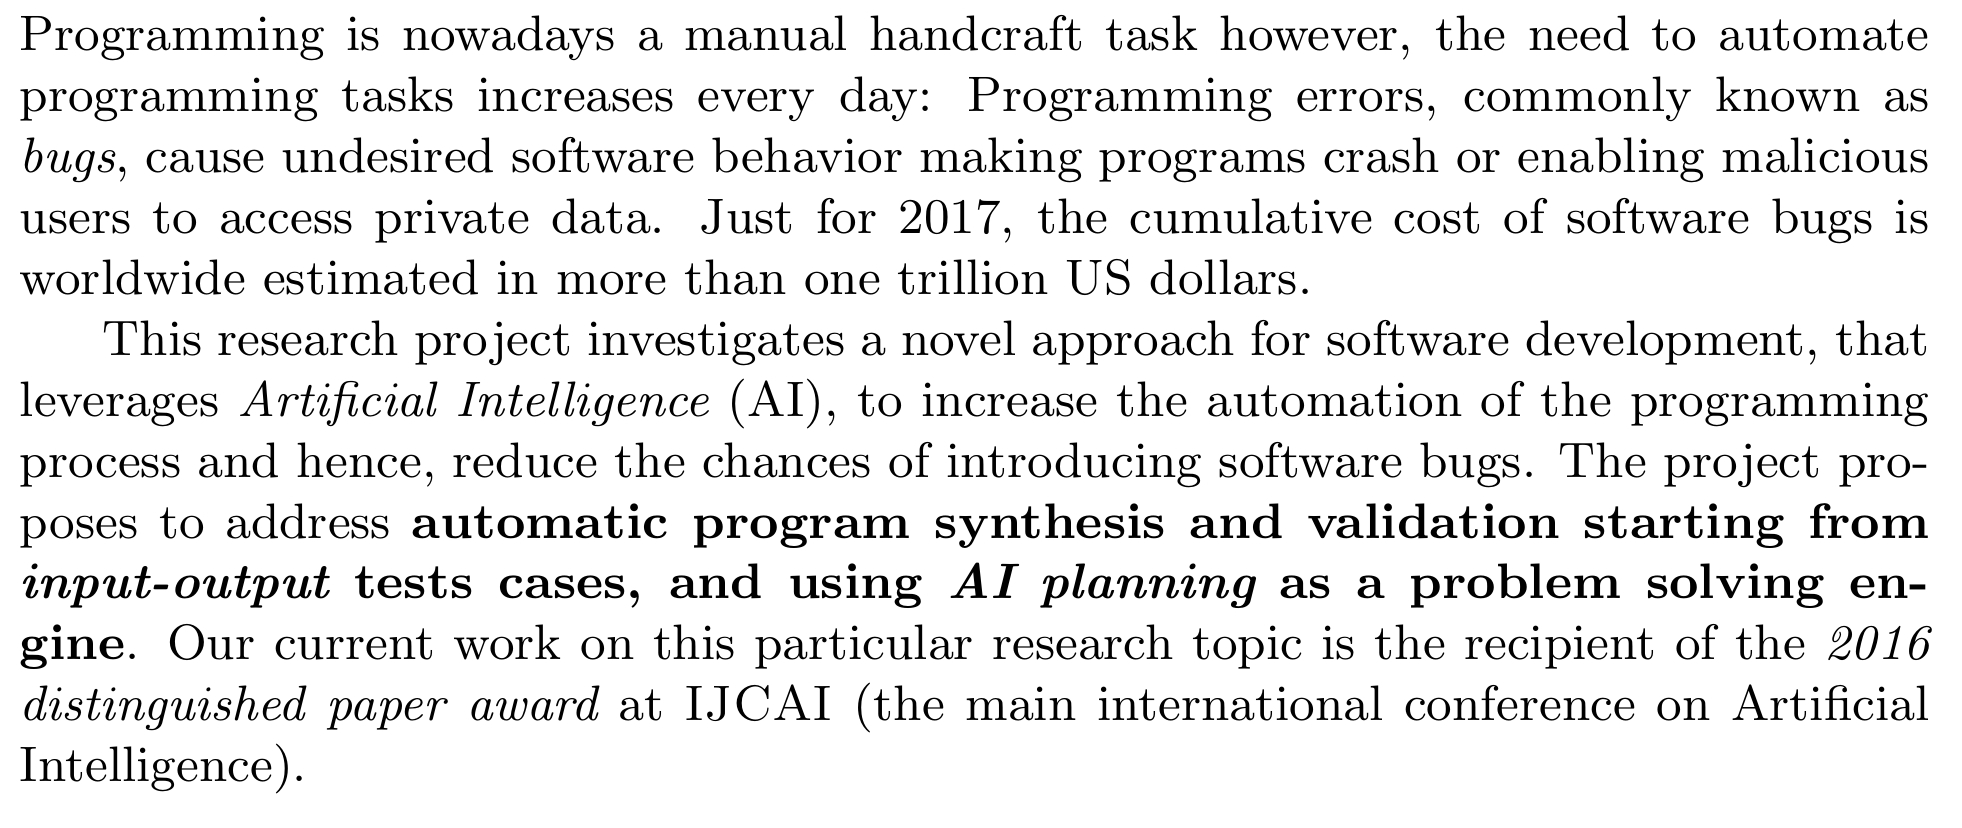 Programming is nowadays a manual handcraft task however, the need to automate
programming tasks increases every day: Programming errors, commonly known as
bugs, cause undesired software behavior making programs crash or enabling malicious
users to access private data. Just for 2017, the cumulative cost of software bugs is
worldwide estimated in more than one trillion US dollars.
This research project investigates a novel approach for software development, that
leverages Artificial Intelligence (AI), to increase the automation of the programming
process and hence, reduce the chances of introducing software bugs. The project pro-
poses to address automatic program synthesis and validation starting from
input-output tests cases, and using AI planning as a problem solving en-
gine. Our current work on this particular research topic is the recipient of the 2016
distinguished paper award at IJCAI (the main international conference on Artificial
Intelligence).